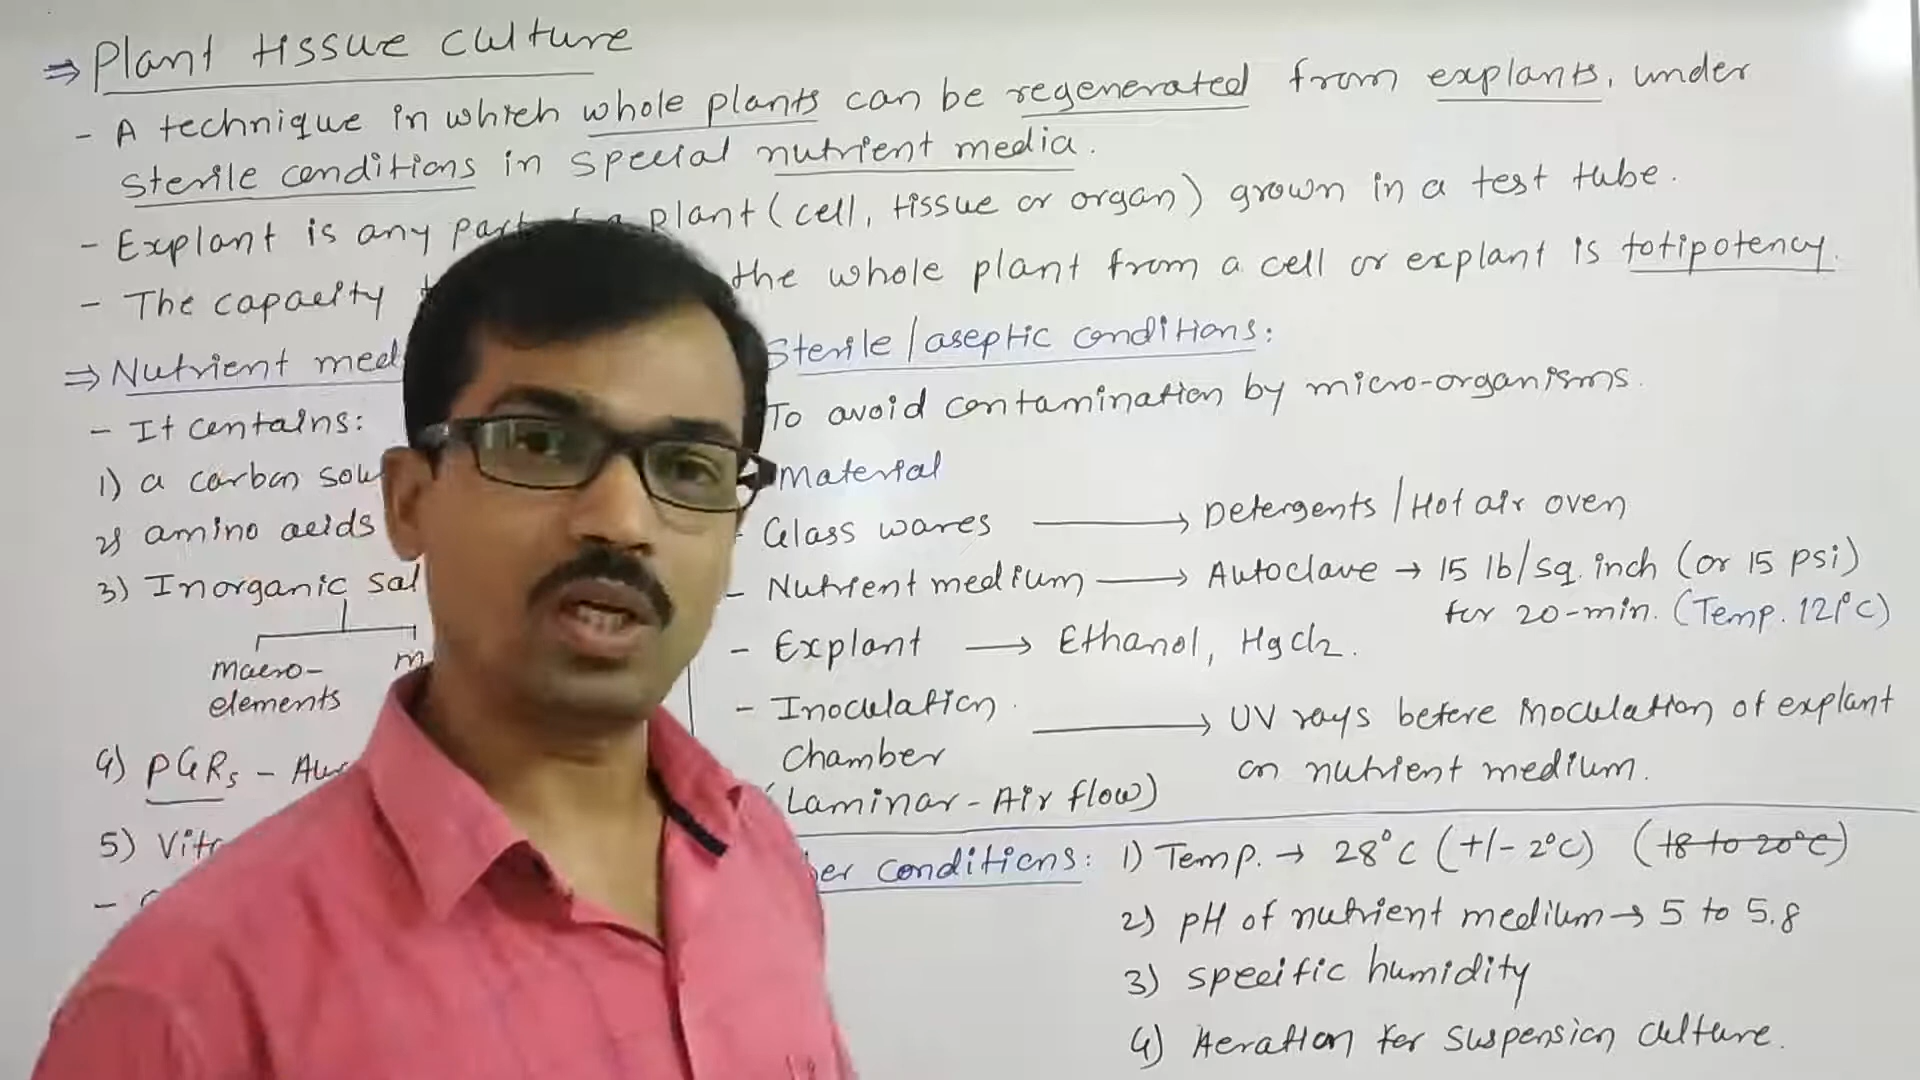 ⇒ Plant tissue culture
- A technique in which whole plants can be regenerated from explants, under
sterile conditions in special nutrient media.
- Explant is any part plant (cell, tissue or organ) grown in a test tube.
- The capacity the whole plant from a cell or explant is totipotency.
⇒ Nutrient med
- It contains:
1) a carbon sou
2) amino acids
3) Inorganic sal
macro-
elements
m
4) PGRs - Au
5) Vit
Sterile/aseptic conditions:
To avoid contamination by micro-organisms.
Material
- Glass wares → Detergents/Hot air oven
- Nutrient medium → Autoclave → 15 lb/sq. inch (or 15 psi)
for 20-min. (Temp. 121°C)
- Explant → Ethanol, HgCl2.
- Inoculation → UV rays before inoculation of explant
Chamber on nutrient medium.
(Laminar-Air flow)
er conditions: 1) Temp. → 28°C (+/- 2°C) (18 to 20°C)
2) pH of nutrient medium → 5 to 5.8
3) specific humidity
4) Aeration for suspension culture.